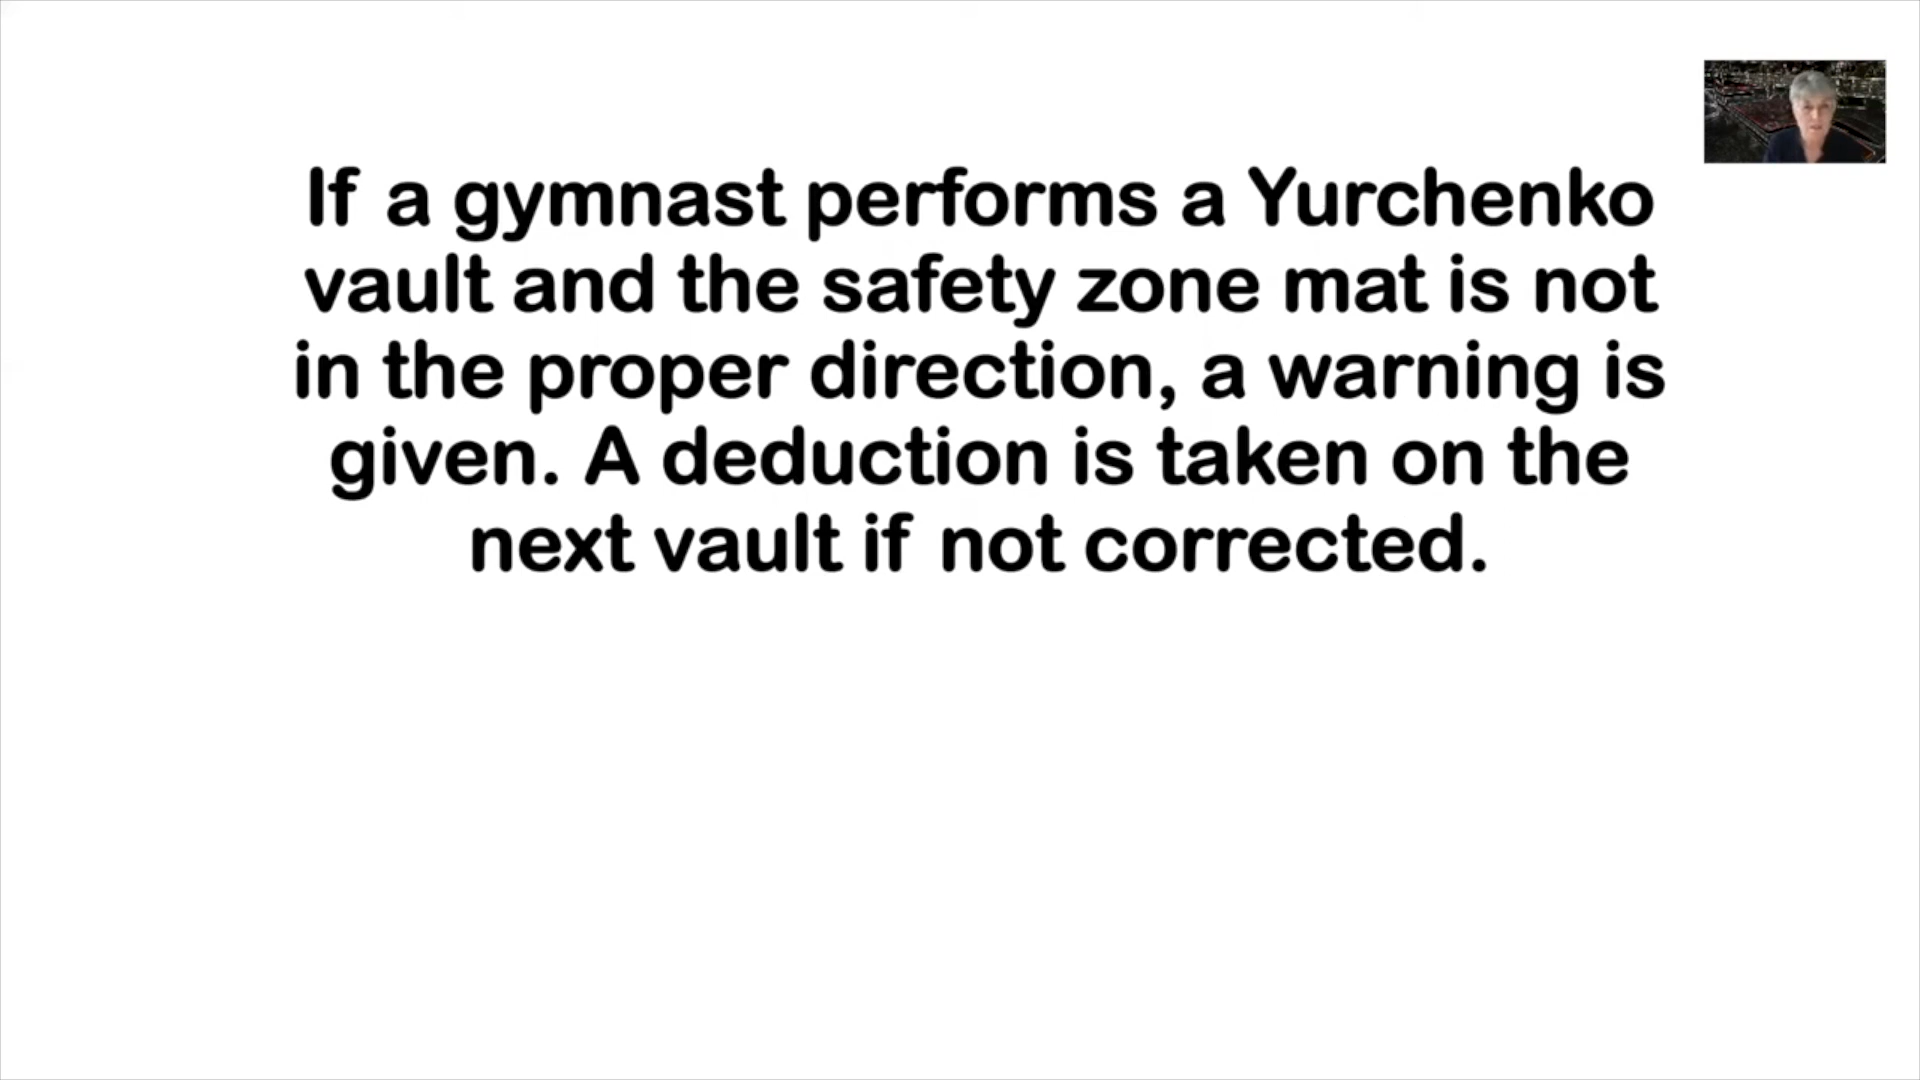 If a gymnast performs a Yurchenko
vault and the safety zone mat is not
in the proper direction, a warning is
given. A deduction is taken on the
next vault if not corrected.